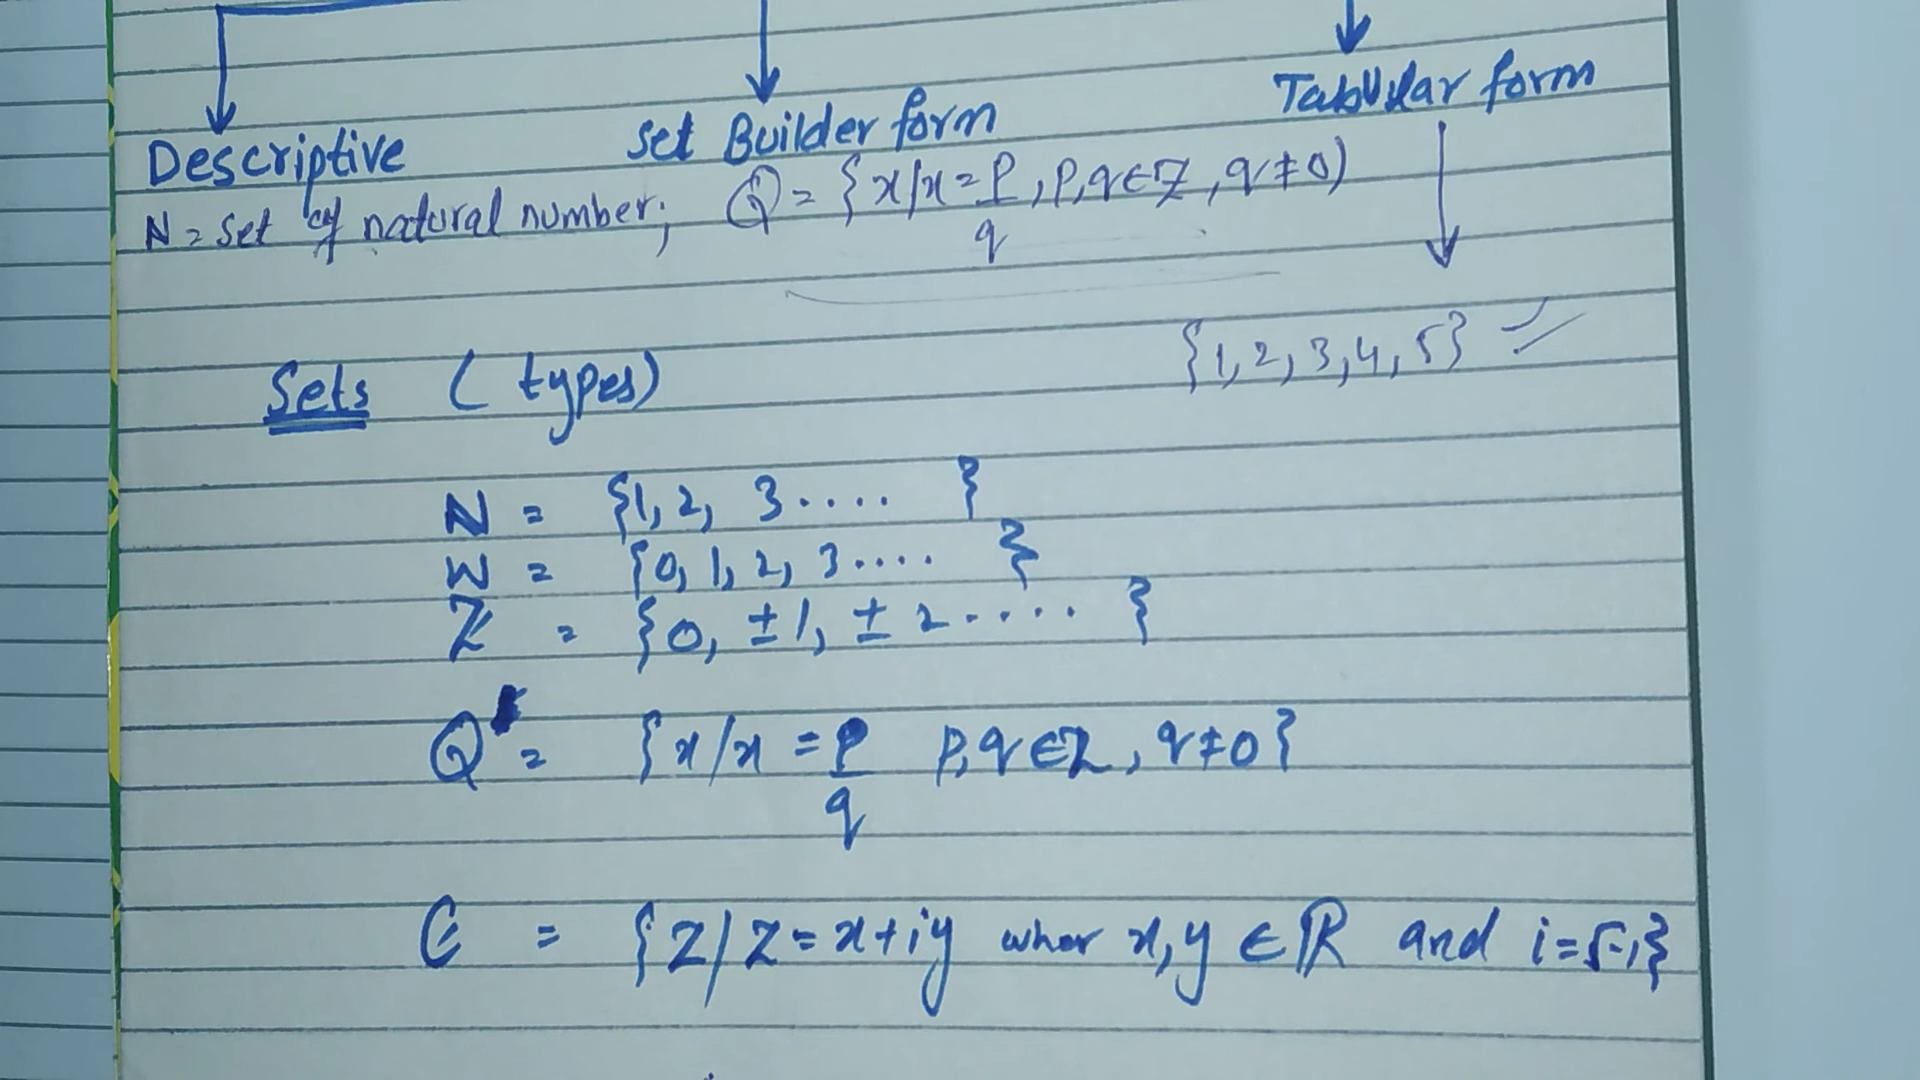 Descriptive
Set Builder form
Tabular form
N = set of natural number;
Q = {x/x = p/q, p,q ∈ Z, q ≠ 0)
{1,2,3,4,5}
Sets (types)
N = {1, 2, 3.... }
W = {0, 1, 2, 3.... }
Z = {0, ±1, ±2..... }
Q = {x/x = p/q p,q ∈ Z, q ≠ 0}
C = {Z/Z = x+iy wher x,y ∈ R and i=√-1}